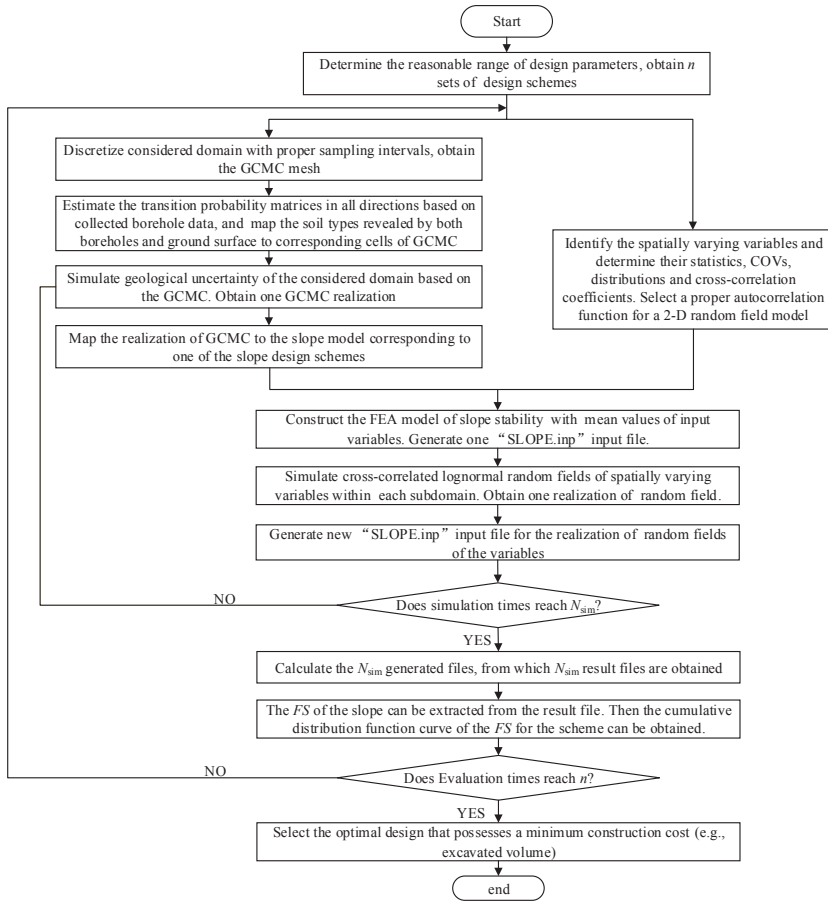 Start
Determine the reasonable range of design parameters, obtain n
sets of design schemes
Discretize considered domain with proper sampling intervals, obtain
the GCMC mesh
Estimate the transition probability matrices in all directions based on
collected borehole data, and map the soil types revealed by both
boreholes and ground surface to corresponding cells of GCMC
Simulate geological uncertainty of the considered domain based on
the GCMC. Obtain one GCMC realization
Map the realization of GCMC to the slope model corresponding to
one of the slope design schemes
Identify the spatially varying variables and
determine their statistics, COVs,
distributions and cross-correlation
coefficients. Select a proper autocorrelation
function for a 2-D random field model
Construct the FEA model of slope stability with mean values of input
variables. Generate one “SLOPE.inp” input file.
Simulate cross-correlated lognormal random fields of spatially varying
variables within each subdomain. Obtain one realization of random field.
Generate new “SLOPE.inp” input file for the realization of random fields
of the variables
NO
Does simulation times reach Nsim?
YES
Calculate the Nsim generated files, from which Nsim result files are obtained
The FS of the slope can be extracted from the result file. Then the cumulative
distribution function curve of the FS for the scheme can be obtained.
NO
Does Evaluation times reach n?
YES
Select the optimal design that possesses a minimum construction cost (e.g.,
excavated volume)
end